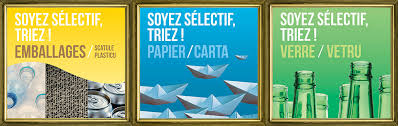 SOYEZ SÉLECTIF,
TRIEZ !
EMBALLAGES / SCATULE
PLASTICU
SOYEZ SÉLECTIF,
TRIEZ !
PAPIER / CARTA
SOYEZ SÉLECTIF,
TRIEZ !
VERRE / VETRU